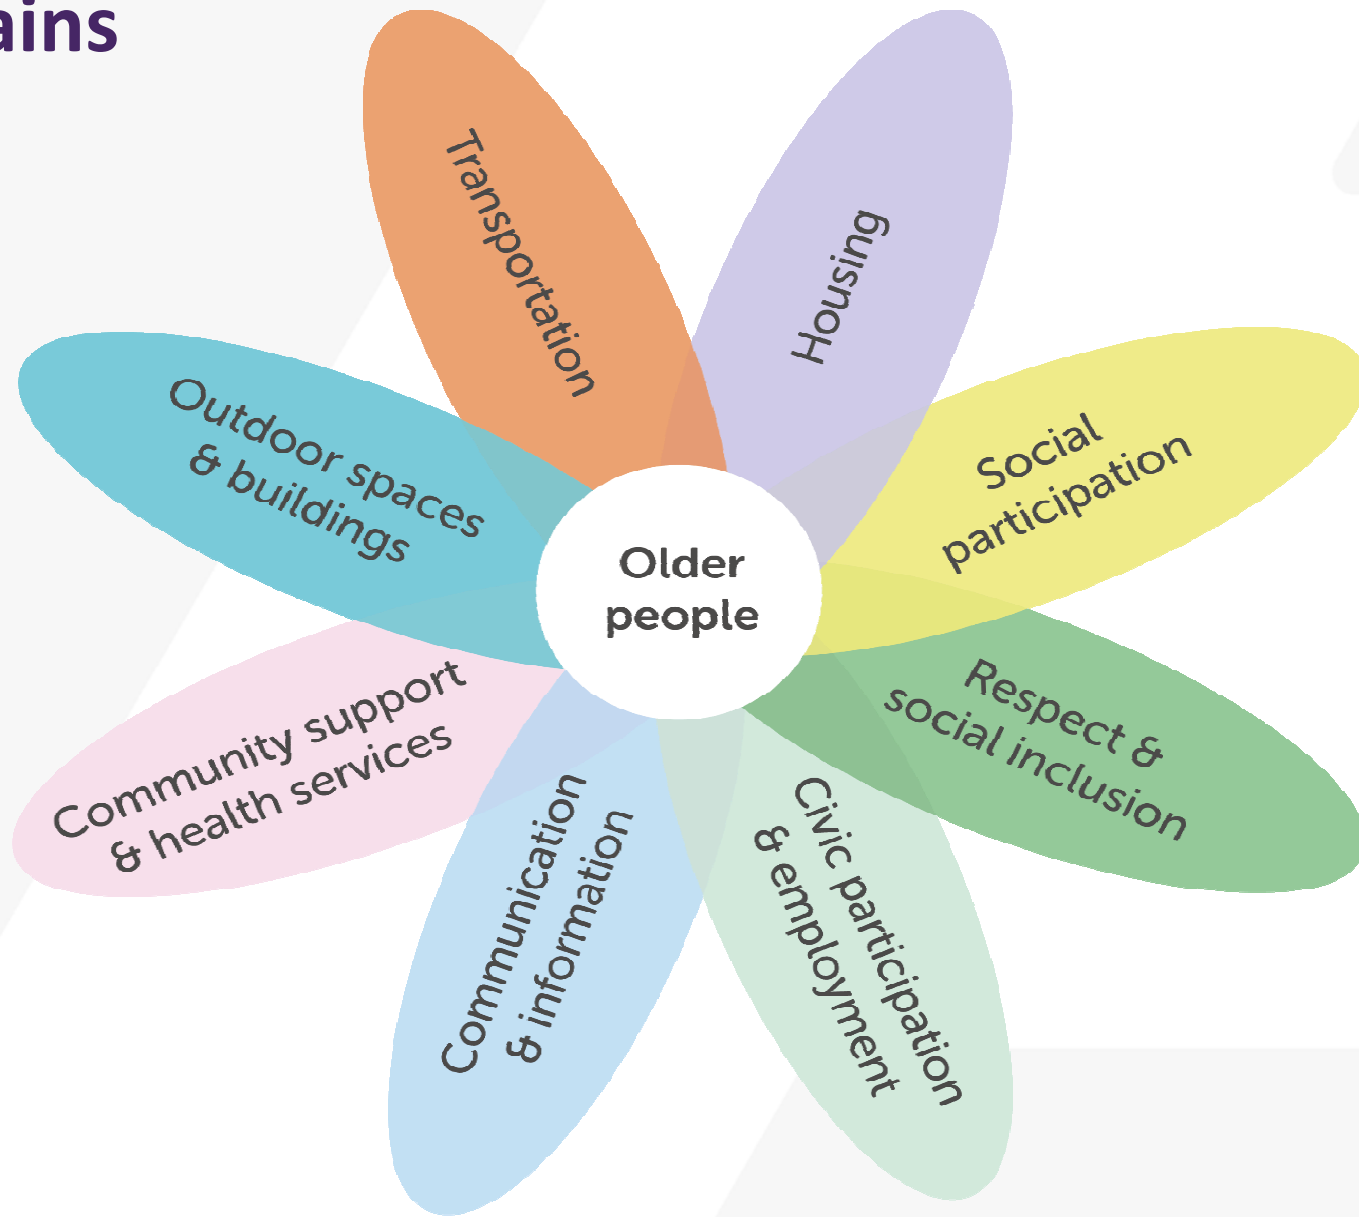 ains
Transportation
Housing
Outdoor spaces
& buildings
Social
participation
Older
people
Community support
& health services
Respect &
social inclusion
Communication
& information
Civic participation
& employment